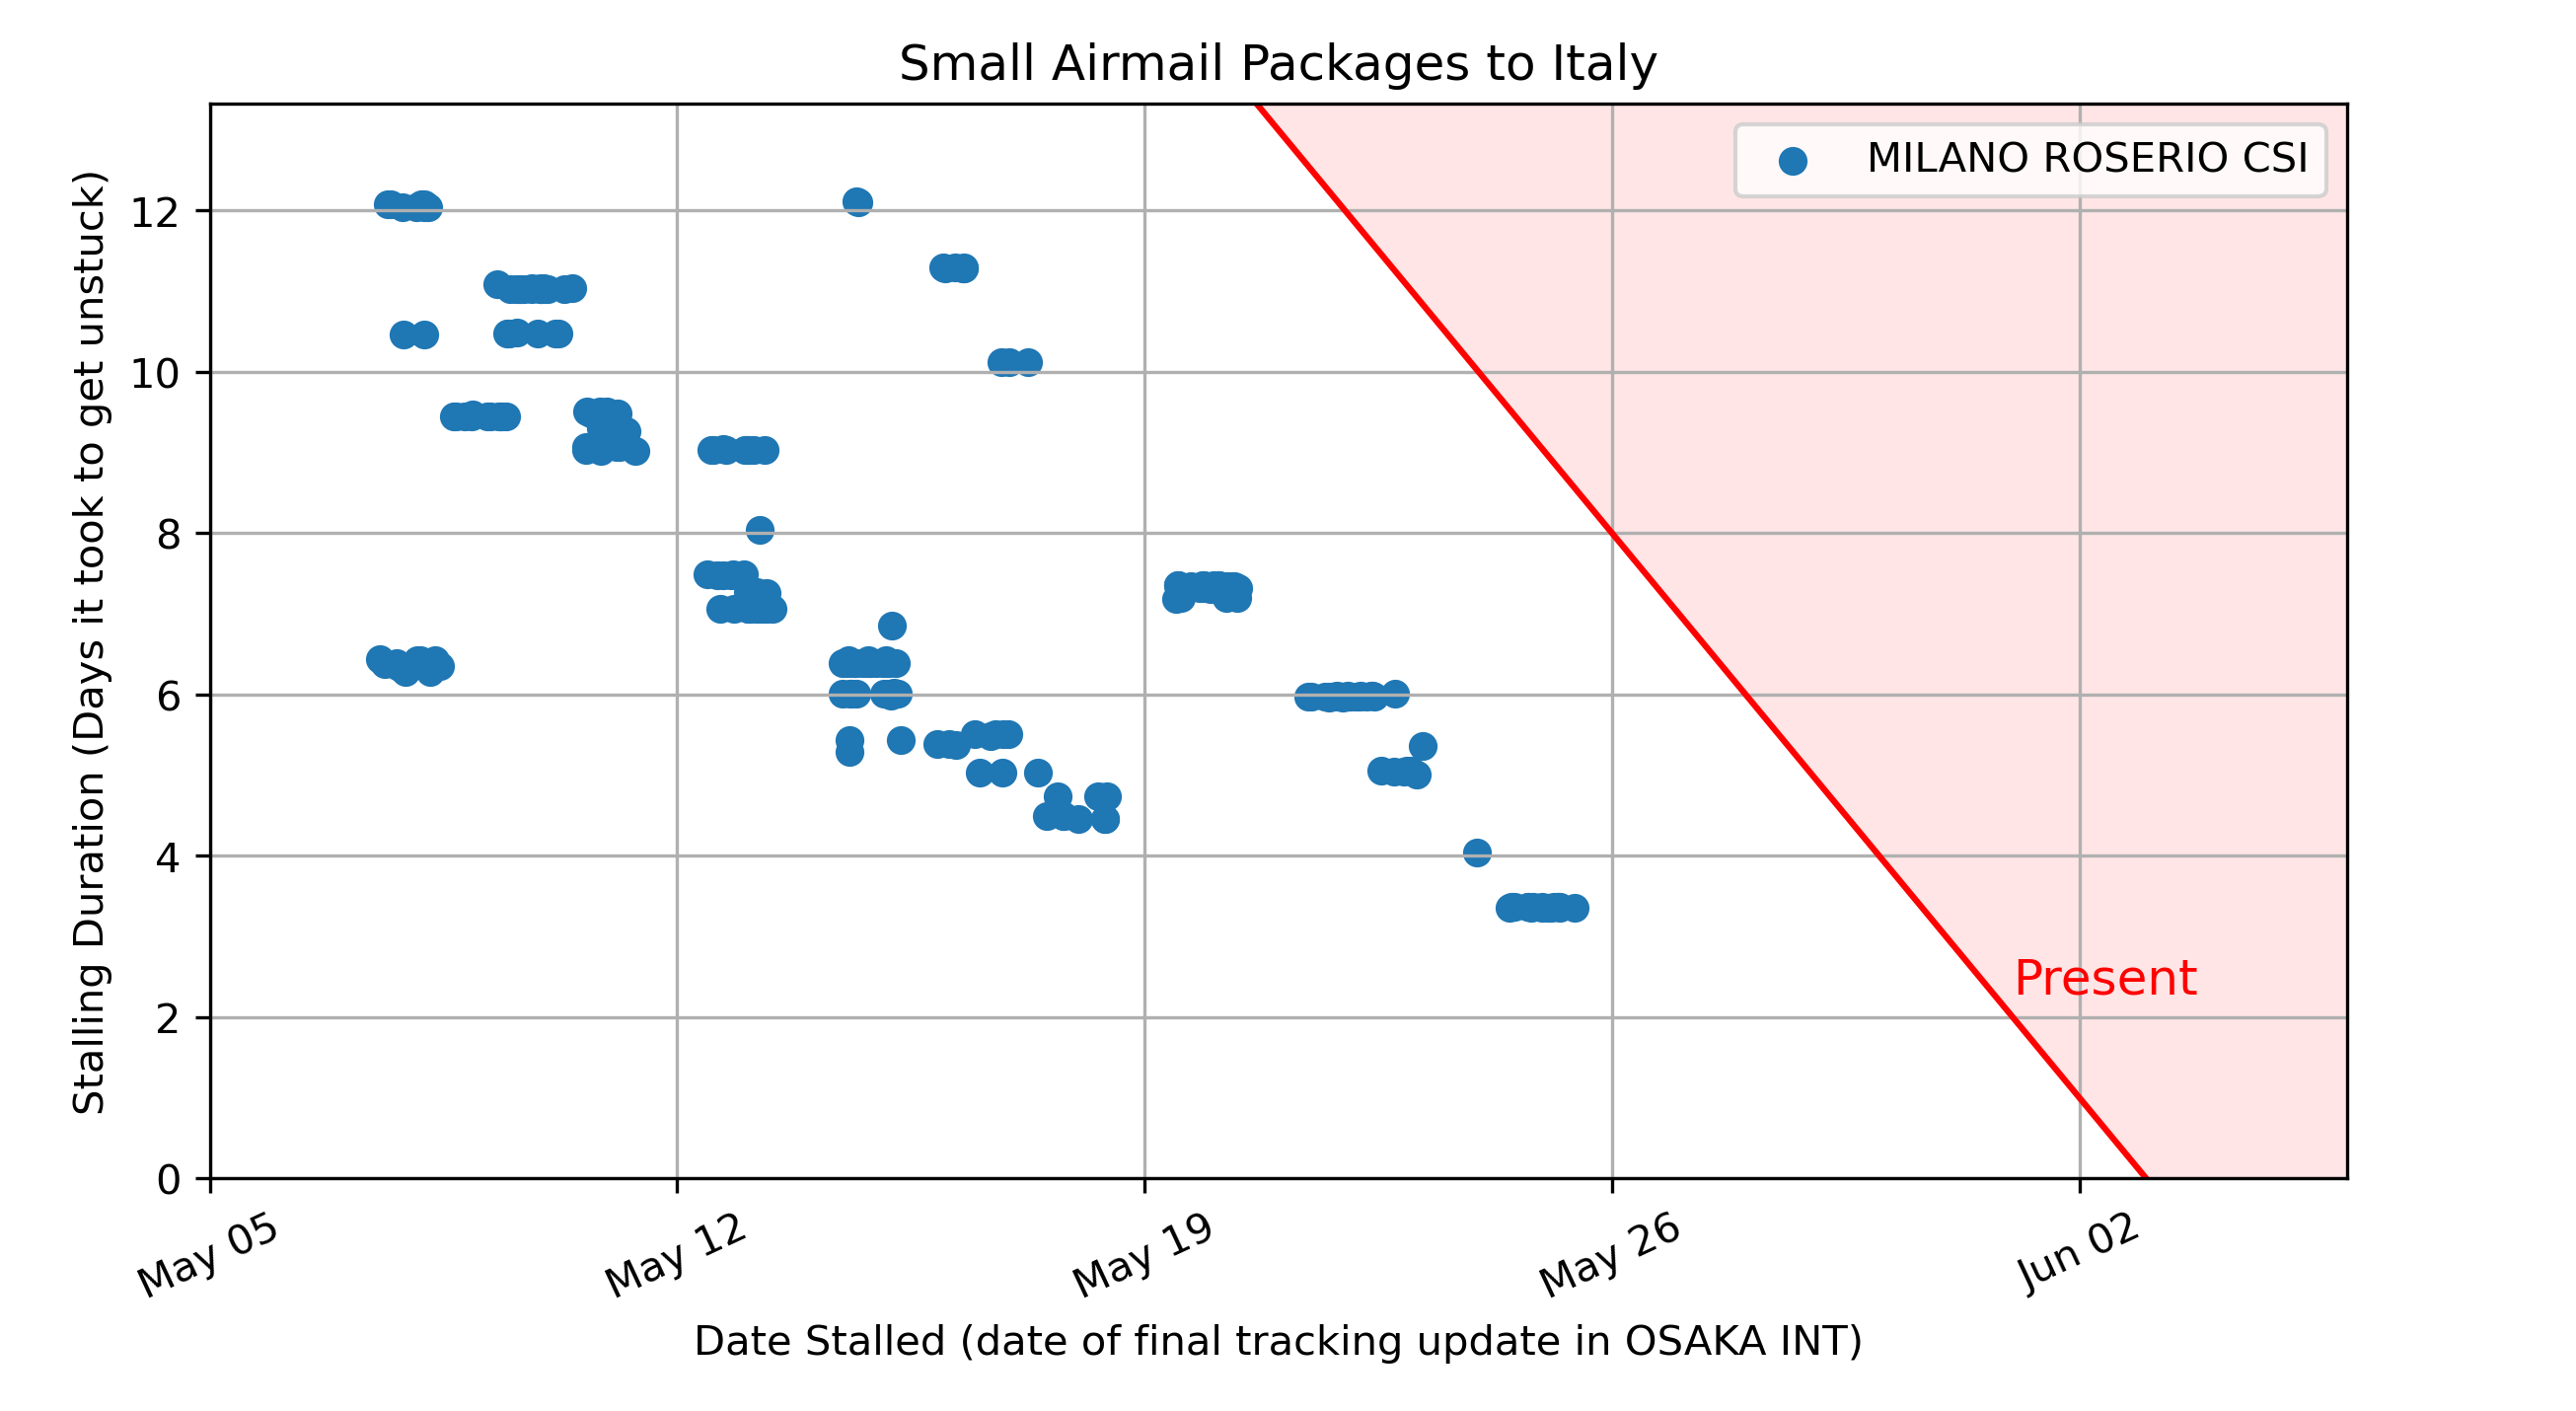 Small Airmail Packages to Italy
MILANO ROSERIO CSI
Stalling Duration (Days it took to get unstuck)
12
10
8
6
4
2
0
Present
May 05
May 12
May 19
May 26
Jun 02
Date Stalled (date of final tracking update in OSAKA INT)